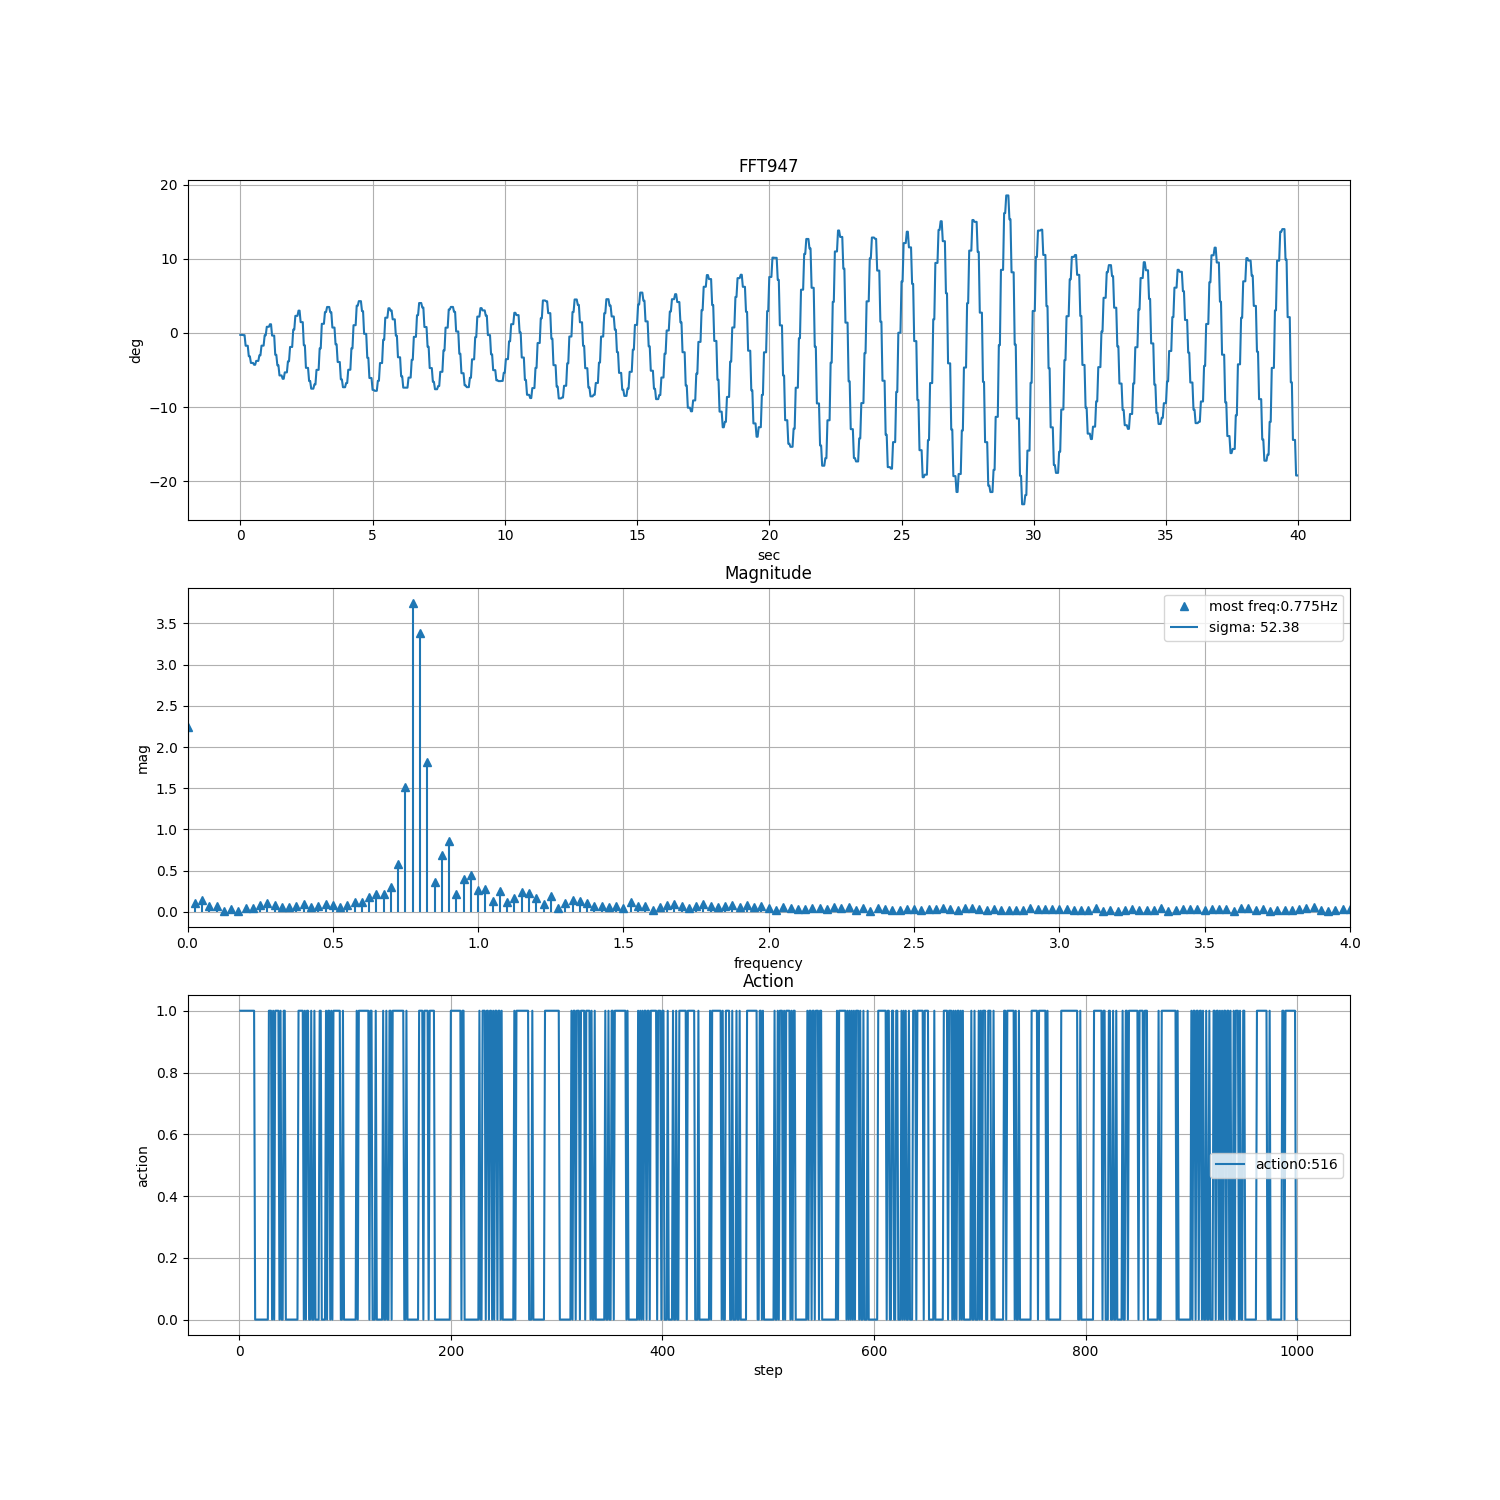 FFT947
20
10
0
−10
−20
deg
0 5 10 15 20 25 30 35 40
sec
Magnitude
most freq:0.775Hz
sigma: 52.38
3.5
3.0
2.5
2.0
1.5
1.0
0.5
0.0
mag
0.0 0.5 1.0 1.5 2.0 2.5 3.0 3.5 4.0
frequency
Action
1.0
0.8
0.6
0.4
0.2
0.0
action
action0:516
0 200 400 600 800 1000
step